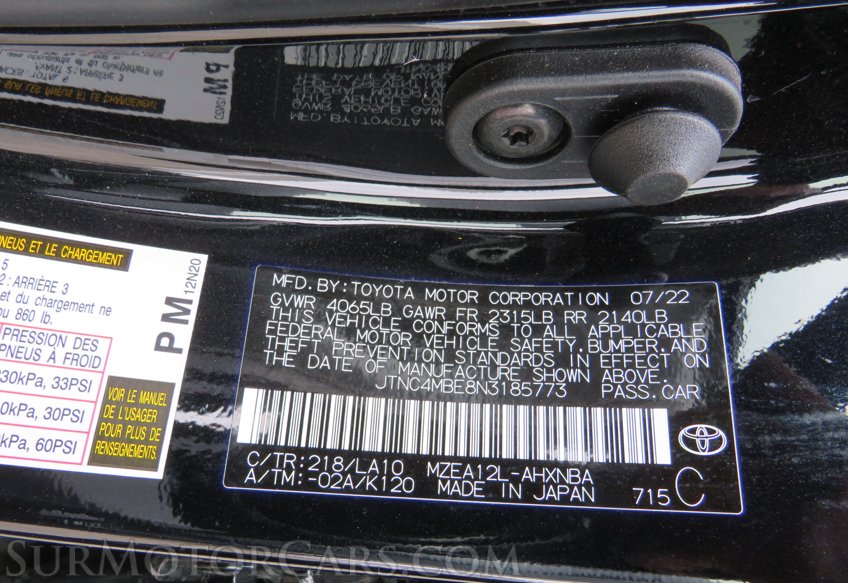 PNEUS ET LE CHARGEMENT
5
2: ARRIÈRE 3
et du chargement ne
ou 860 lb.
PRESSION DES
PNEUS À FROID
230kPa, 33PSI
0kPa, 30PSI
kPa, 60PSI
VOIR LE MANUEL
DE L'USAGER
POUR PLUS DE
RENSEIGNEMENTS.
PM
12N20
MFD. BY: TOYOTA MOTOR CORPORATION 07/22
GVWR 4065LB GAWR FR 2315LB RR 2140LB
THIS VEHICLE CONFORMS TO ALL APPLICABLE
FEDERAL MOTOR VEHICLE SAFETY, BUMPER, AND
THEFT PREVENTION STANDARDS IN EFFECT ON
THE DATE OF MANUFACTURE SHOWN ABOVE.
JTNC4MBE8N3185773 PASS. CAR
C/TR: 218/LA10 MZEA12L-AHXNBA
A/TM: -02A/K120 MADE IN JAPAN 715 C
SurMotorCars.com